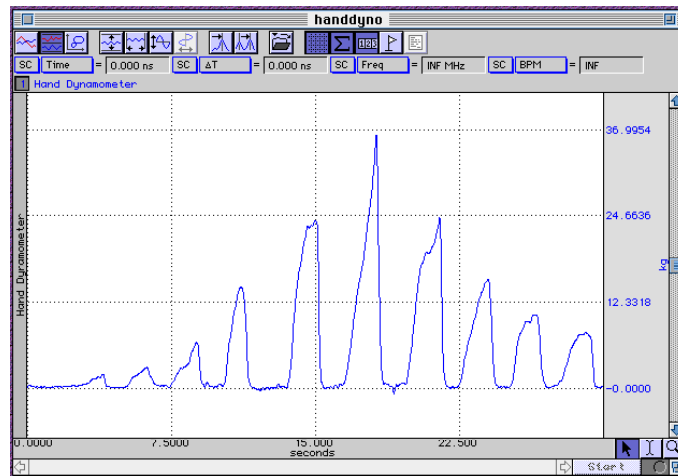 handdyno
SC Time = 0.000 ns SC ΔT = 0.000 ns SC Freq = INF MHz SC BPM = INF
1 Hand Dynamometer
Hand Dynamometer
36.9954
24.6636
12.3318
-0.0000
kg
0.0000 7.5000 15.000 22.500
seconds
Start